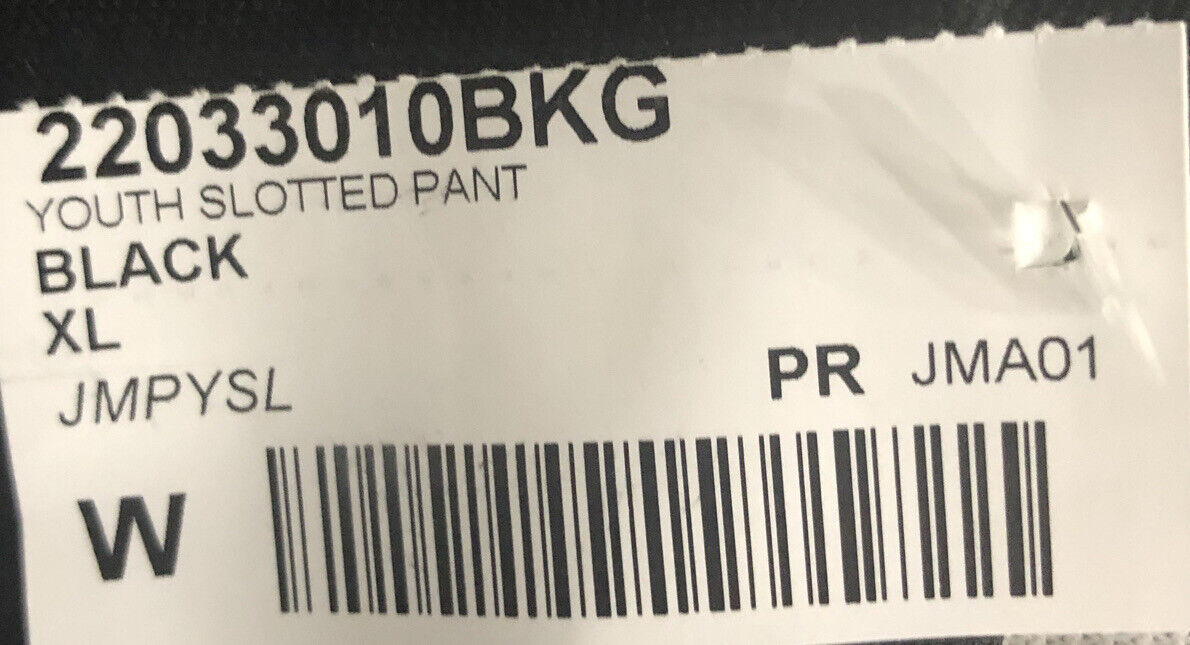 22033010BKG
YOUTH SLOTTED PANT
BLACK
XL
JMPYSL
PR JMA01
W